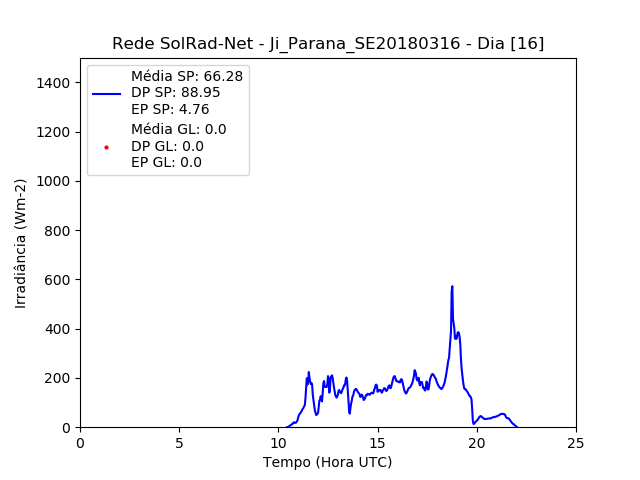 Rede SolRad-Net - Ji_Parana_SE20180316 - Dia [16]
Média SP: 66.28
DP SP: 88.95
EP SP: 4.76
Média GL: 0.0
DP GL: 0.0
EP GL: 0.0
Irradiância (Wm-2)
1400
1200
1000
800
600
400
200
0
0 5 10 15 20 25
Tempo (Hora UTC)